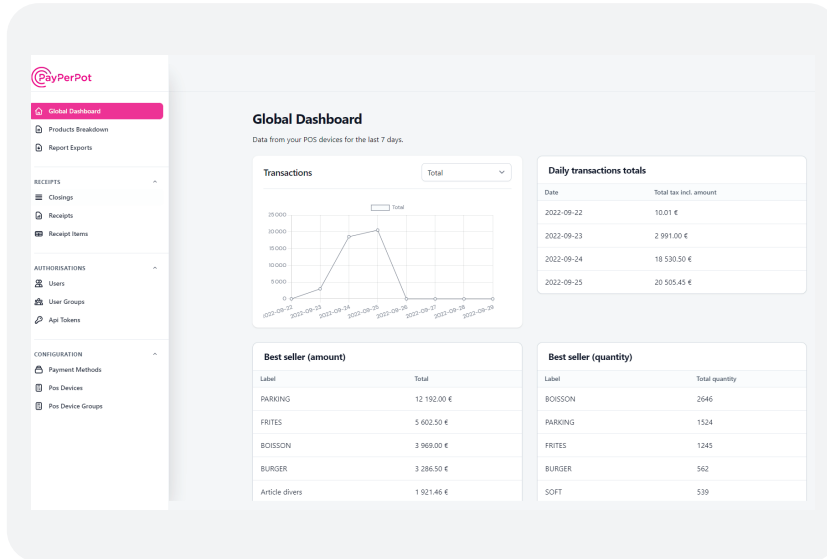 PayPerPot
Global Dashboard
Products Breakdown
Report Exports
RECEIPTS
Closings
Receipts
Receipt Items
AUTHORISATIONS
Users
User Groups
Api Tokens
CONFIGURATION
Payment Methods
Pos Devices
Pos Device Groups
Global Dashboard
Data from your POS devices for the last 7 days.
Transactions
Total
Total
25 000
20 000
15 000
10 000
5 000
0
2022-09-22 2022-09-23 2022-09-24 2022-09-25 2022-09-26 2022-09-27 2022-09-28 2022-09-29
Daily transactions totals
Date Total tax incl. amount
2022-09-22 10.01 €
2022-09-23 2 991.00 €
2022-09-24 18 530.50 €
2022-09-25 20 505.45 €
Best seller (amount)
Label Total
PARKING 12 192.00 €
FRITES 5 602.50 €
BOISSON 3 969.00 €
BURGER 3 286.50 €
Article divers 1 921.46 €
Best seller (quantity)
Label Total quantity
BOISSON 2646
PARKING 1524
FRITES 1245
BURGER 562
SOFT 539